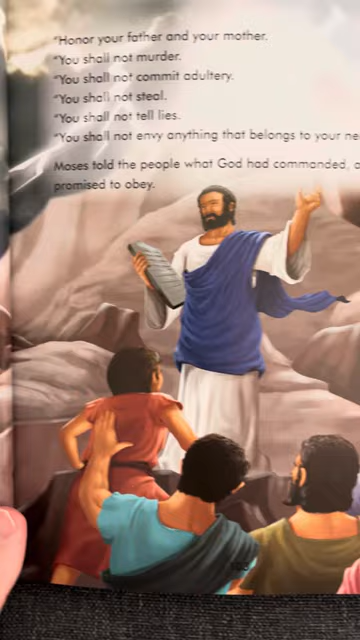 "Honor your father and your mother.
"You shall not murder.
"You shall not commit adultery.
"You shall not steal.
"You shall not tell lies.
"You shall not envy anything that belongs to your
Moses told the people what God had commanded,
promised to obey.